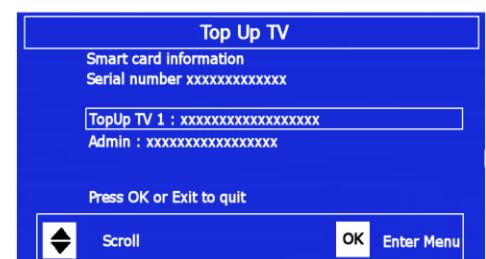 Top Up TV
Smart card information
Serial number xxxxxxxxxxxxx
TopUp TV 1 : xxxxxxxxxxxxxxxxxxx
Admin : xxxxxxxxxxxxxxxxxx
Press OK or Exit to quit
Scroll
OK Enter Menu